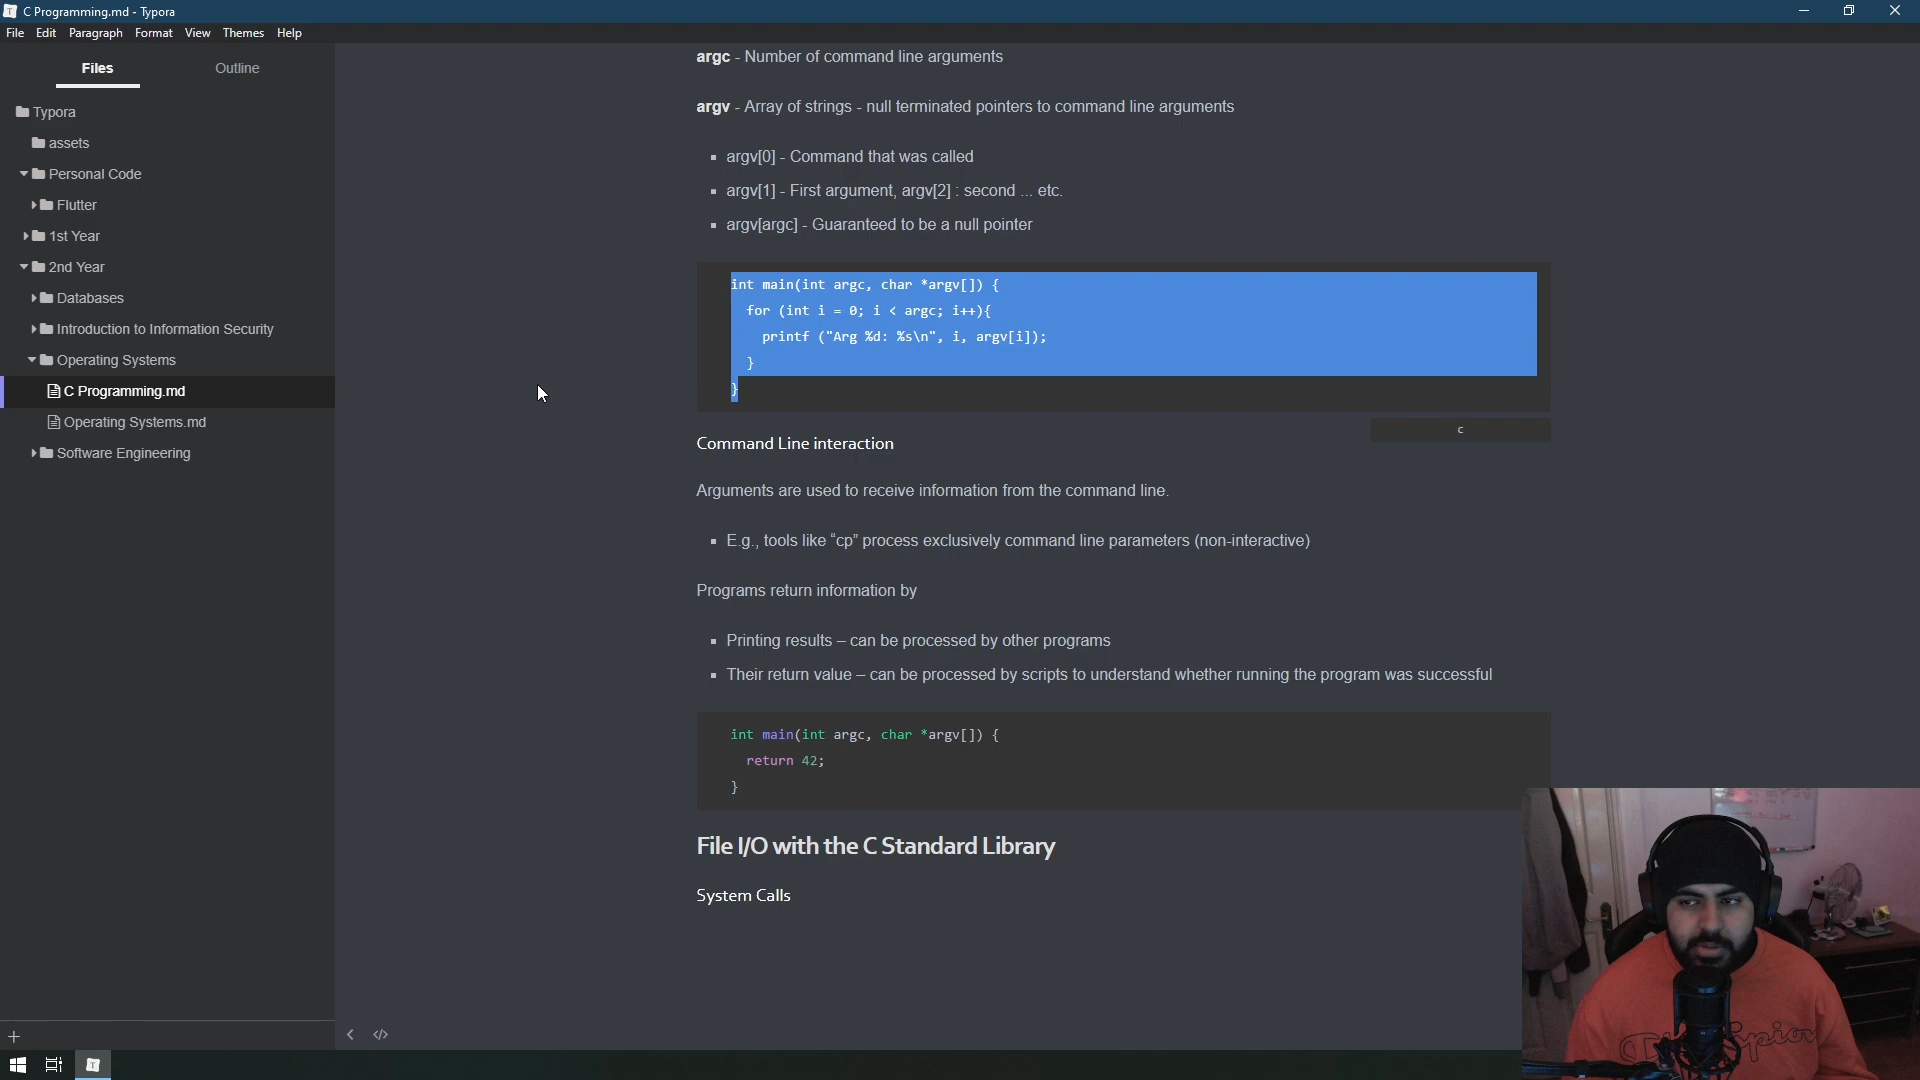 C Programming.md - Typora
File Edit Paragraph Format View Themes Help
Files Outline
Typora
assets
Personal Code
Flutter
1st Year
2nd Year
Databases
Introduction to Information Security
Operating Systems
C Programming.md
Operating Systems.md
Software Engineering
argc - Number of command line arguments
argv - Array of strings - null terminated pointers to command line arguments
argv[0] - Command that was called
argv[1] - First argument, argv[2] : second ... etc.
argv[argc] - Guaranteed to be a null pointer
int main(int argc, char *argv[]) {
for (int i = 0; i < argc; i++){
printf ("Arg %d: %s\n", i, argv[i]);
}
}
c
Command Line interaction
Arguments are used to receive information from the command line.
E.g., tools like “cp” process exclusively command line parameters (non-interactive)
Programs return information by
Printing results – can be processed by other programs
Their return value – can be processed by scripts to understand whether running the program was successful
int main(int argc, char *argv[]) {
return 42;
}
File I/O with the C Standard Library
System Calls